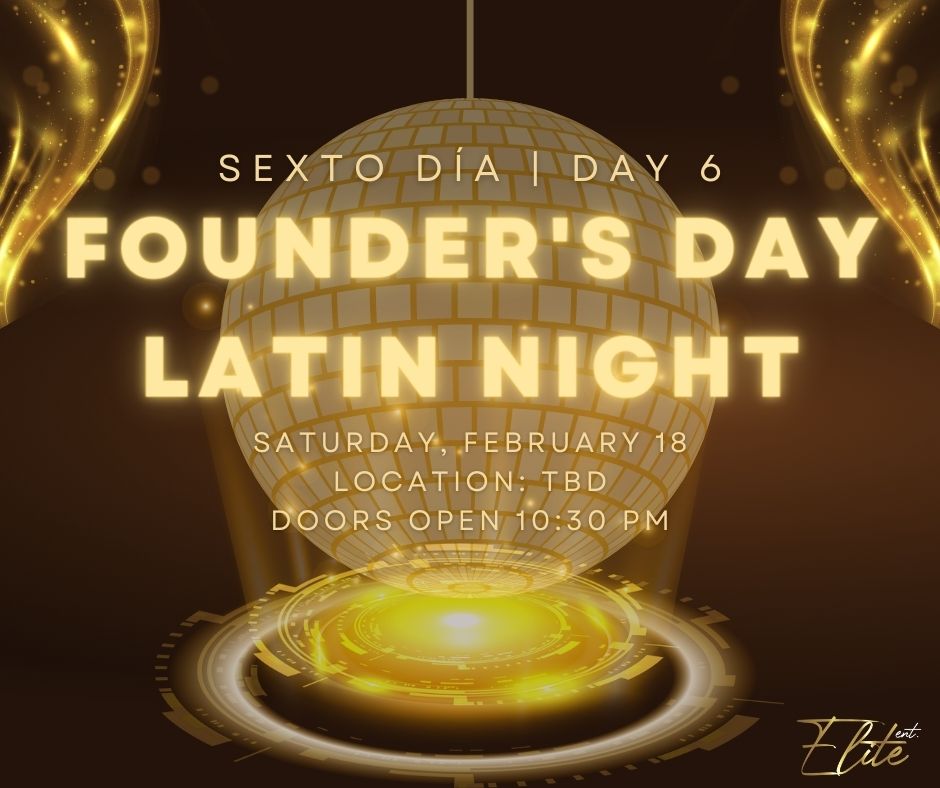 SEXTO DÍA | DAY 6
FOUNDER'S DAY
LATIN NIGHT
SATURDAY, FEBRUARY 18
LOCATION: TBD
DOORS OPEN 10:30 PM
Elite ent.